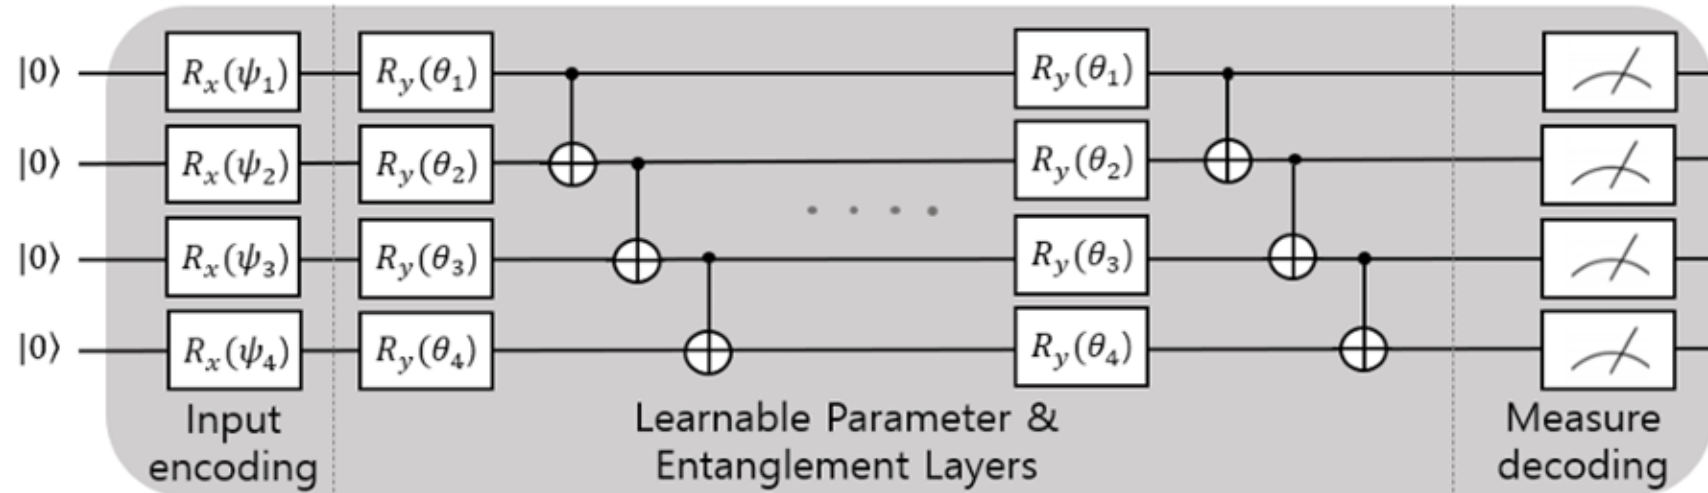 |0⟩ R_x(ψ_1) R_y(θ_1) R_y(θ_1)
|0⟩ R_x(ψ_2) R_y(θ_2) R_y(θ_2)
|0⟩ R_x(ψ_3) R_y(θ_3) R_y(θ_3)
|0⟩ R_x(ψ_4) R_y(θ_4) R_y(θ_4)
Input
encoding
Learnable Parameter &
Entanglement Layers
Measure
decoding